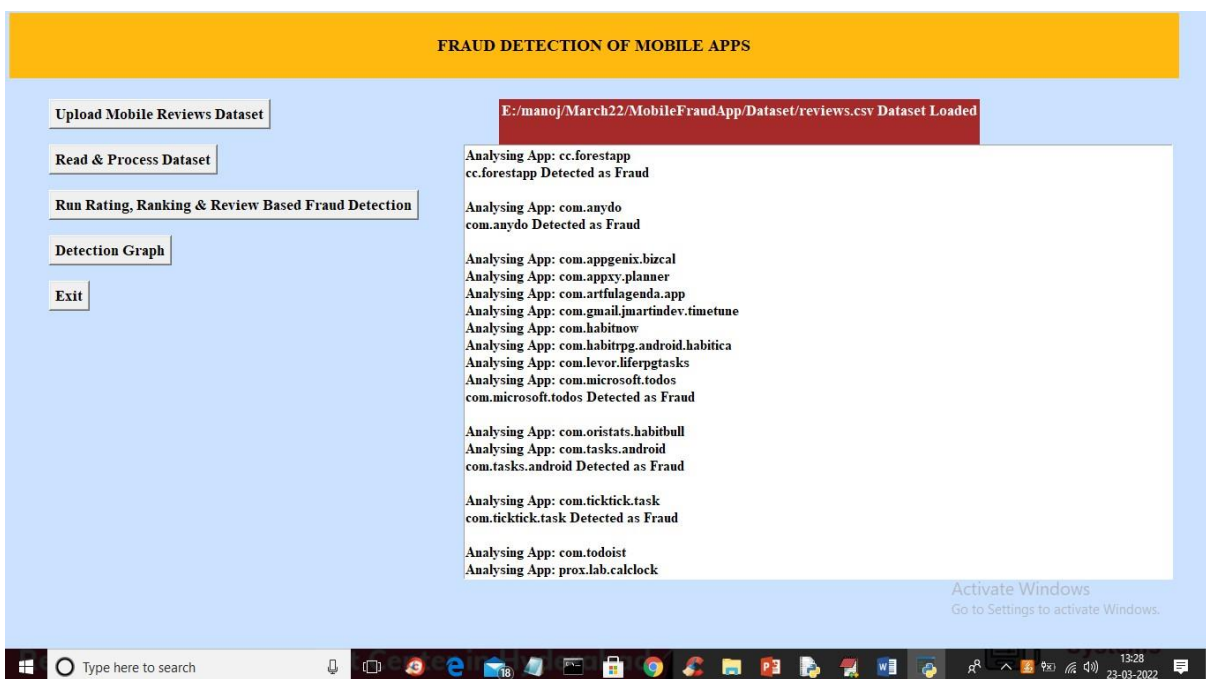 FRAUD DETECTION OF MOBILE APPS
Upload Mobile Reviews Dataset
Read & Process Dataset
Run Rating, Ranking & Review Based Fraud Detection
Detection Graph
Exit
E:/manoj/March22/MobileFraudApp/Dataset/reviews.csv Dataset Loaded
Analysing App: cc.forestapp
cc.forestapp Detected as Fraud
Analysing App: com.anydo
com.anydo Detected as Fraud
Analysing App: com.appgenix.bizcal
Analysing App: com.appxy.planner
Analysing App: com.artfulagenda.app
Analysing App: com.gmail.jmartindev.timetune
Analysing App: com.habitnow
Analysing App: com.habitrpg.android.habitica
Analysing App: com.levor.liferpgtasks
Analysing App: com.microsoft.todos
com.microsoft.todos Detected as Fraud
Analysing App: com.oristats.habitbull
Analysing App: com.tasks.android
com.tasks.android Detected as Fraud
Analysing App: com.ticktick.task
com.ticktick.task Detected as Fraud
Analysing App: com.todoist
Analysing App: prox.lab.calclock
Activate Windows
Go to Settings to activate Windows.
Type here to search
18
13:28
23-03-2022